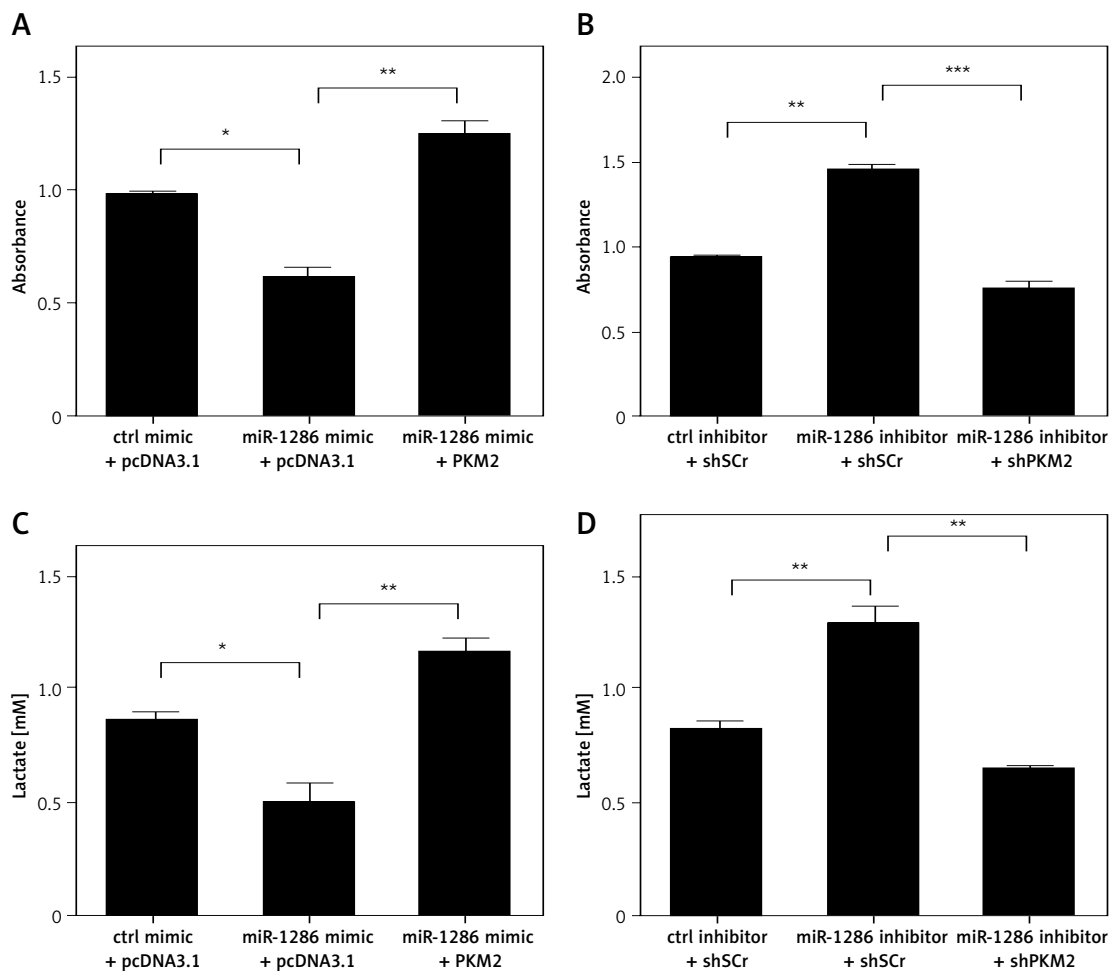 A
1.5
1.0
0.5
0
Absorbance
*
**
ctrl mimic
+ pcDNA3.1
miR-1286 mimic
+ pcDNA3.1
miR-1286 mimic
+ PKM2
B
2.0
1.5
1.0
0.5
0
Absorbance
**
***
ctrl inhibitor
+ shSCr
miR-1286 inhibitor
+ shSCr
miR-1286 inhibitor
+ shPKM2
C
1.5
1.0
0.5
0
Lactate [mM]
*
**
ctrl mimic
+ pcDNA3.1
miR-1286 mimic
+ pcDNA3.1
miR-1286 mimic
+ PKM2
D
1.5
1.0
0.5
0
Lactate [mM]
**
**
ctrl inhibitor
+ shSCr
miR-1286 inhibitor
+ shSCr
miR-1286 inhibitor
+ shPKM2